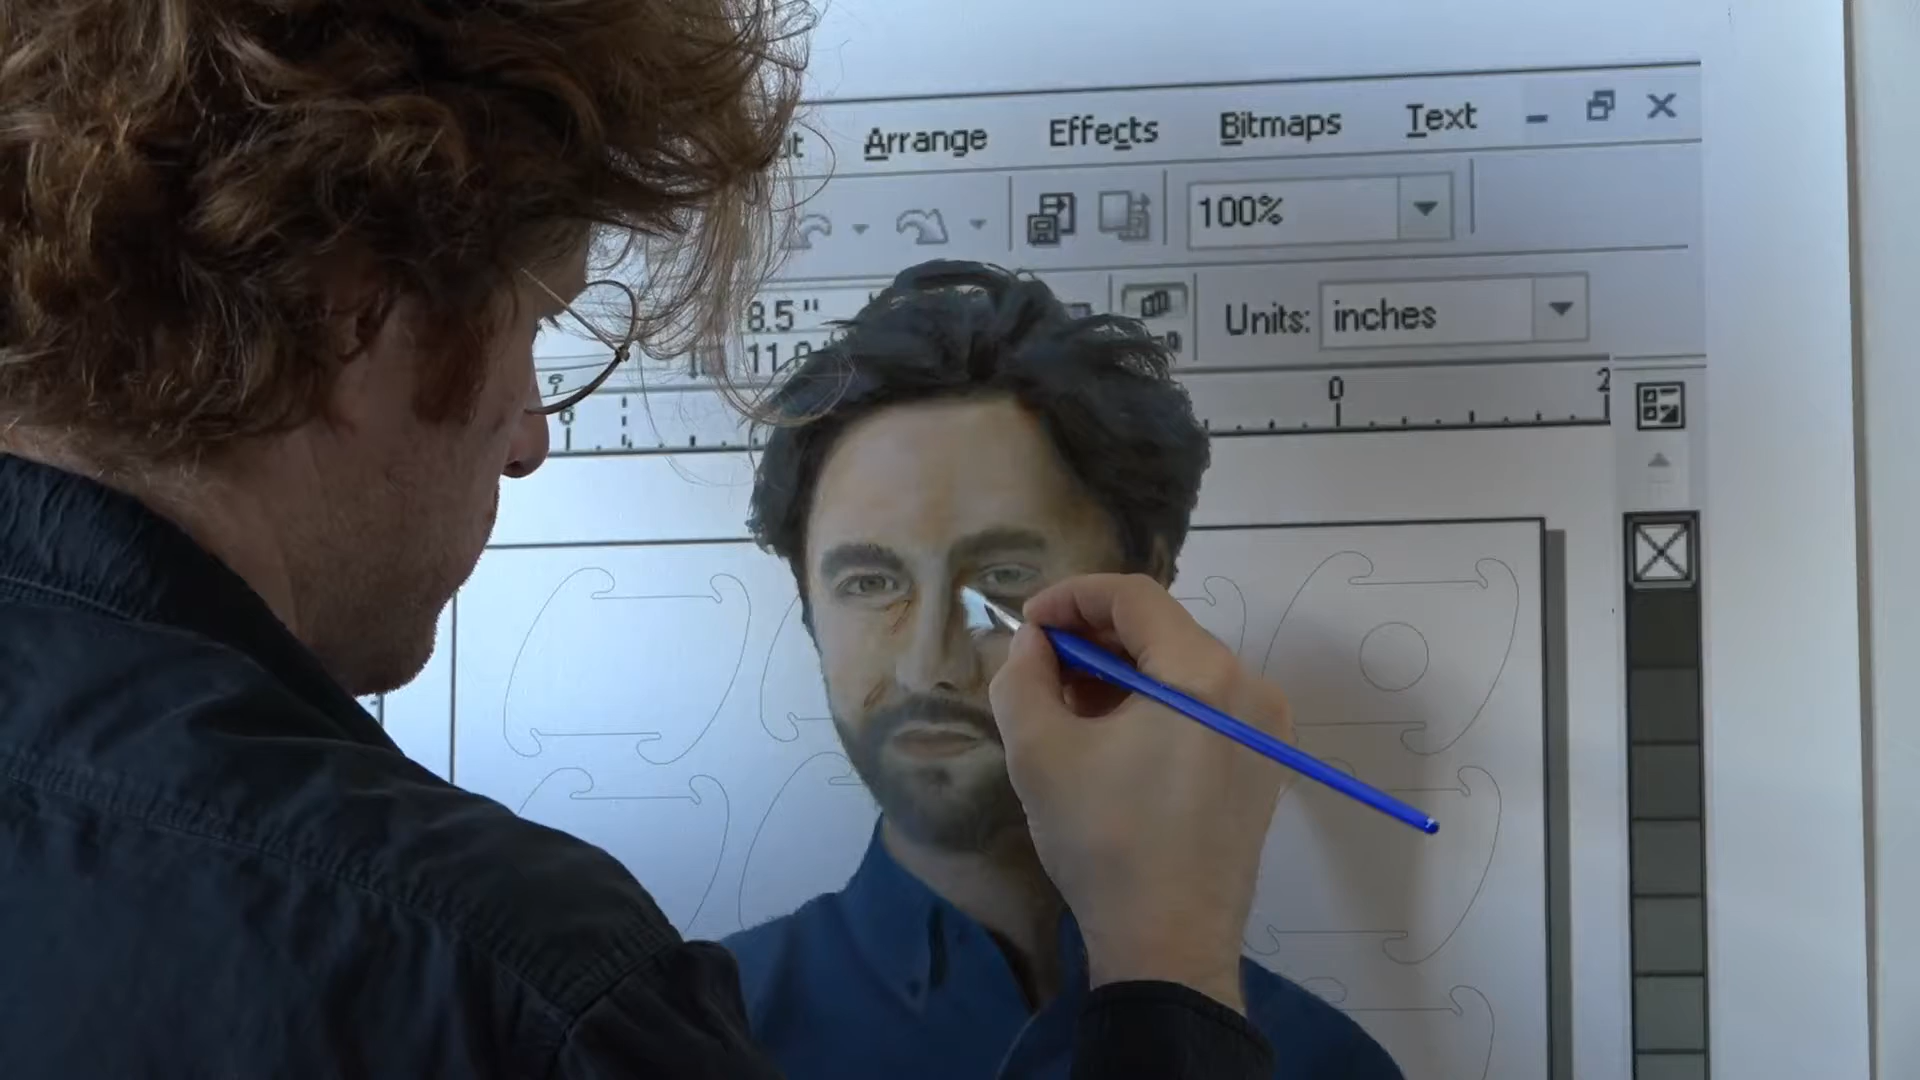 Arrange Effects Bitmaps Text
100%
8.5"
Units: inches
0 2